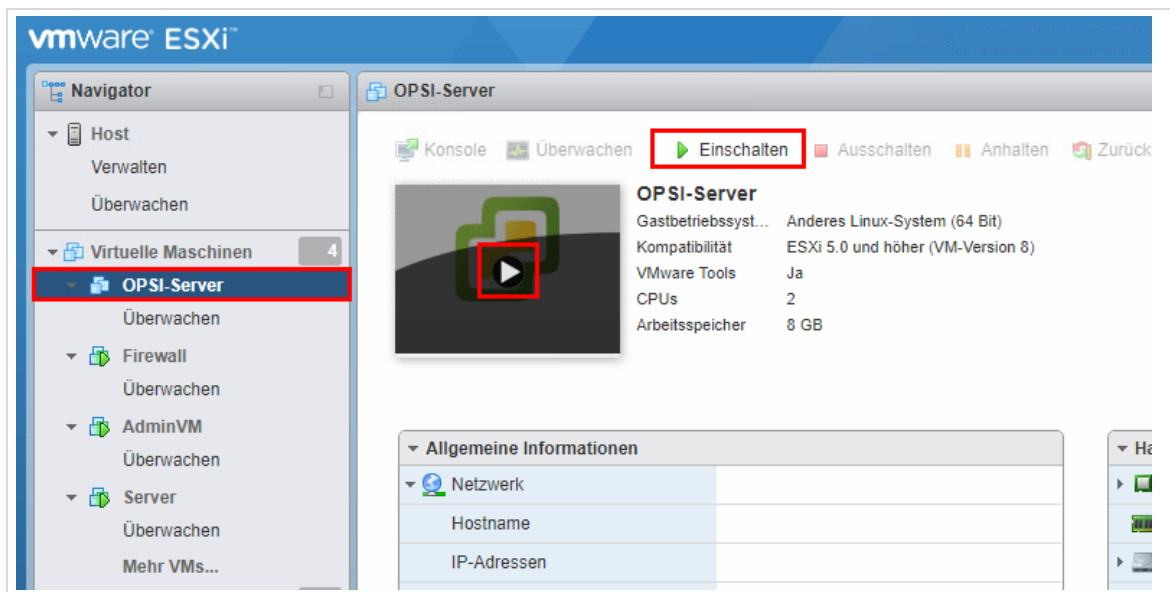 vmware® ESXi™
Navigator
Host
Verwalten
Überwachen
Virtuelle Maschinen 4
OPSI-Server
Überwachen
Firewall
Überwachen
AdminVM
Überwachen
Server
Überwachen
Mehr VMs...
OPSI-Server
Konsole Überwachen Einschalten Ausschalten Anhalten Zurück
OPSI-Server
Gastbetriebssyst... Anderes Linux-System (64 Bit)
Kompatibilität ESXi 5.0 und höher (VM-Version 8)
VMware Tools Ja
CPUs 2
Arbeitsspeicher 8 GB
Allgemeine Informationen
Netzwerk
Hostname
IP-Adressen
Ha